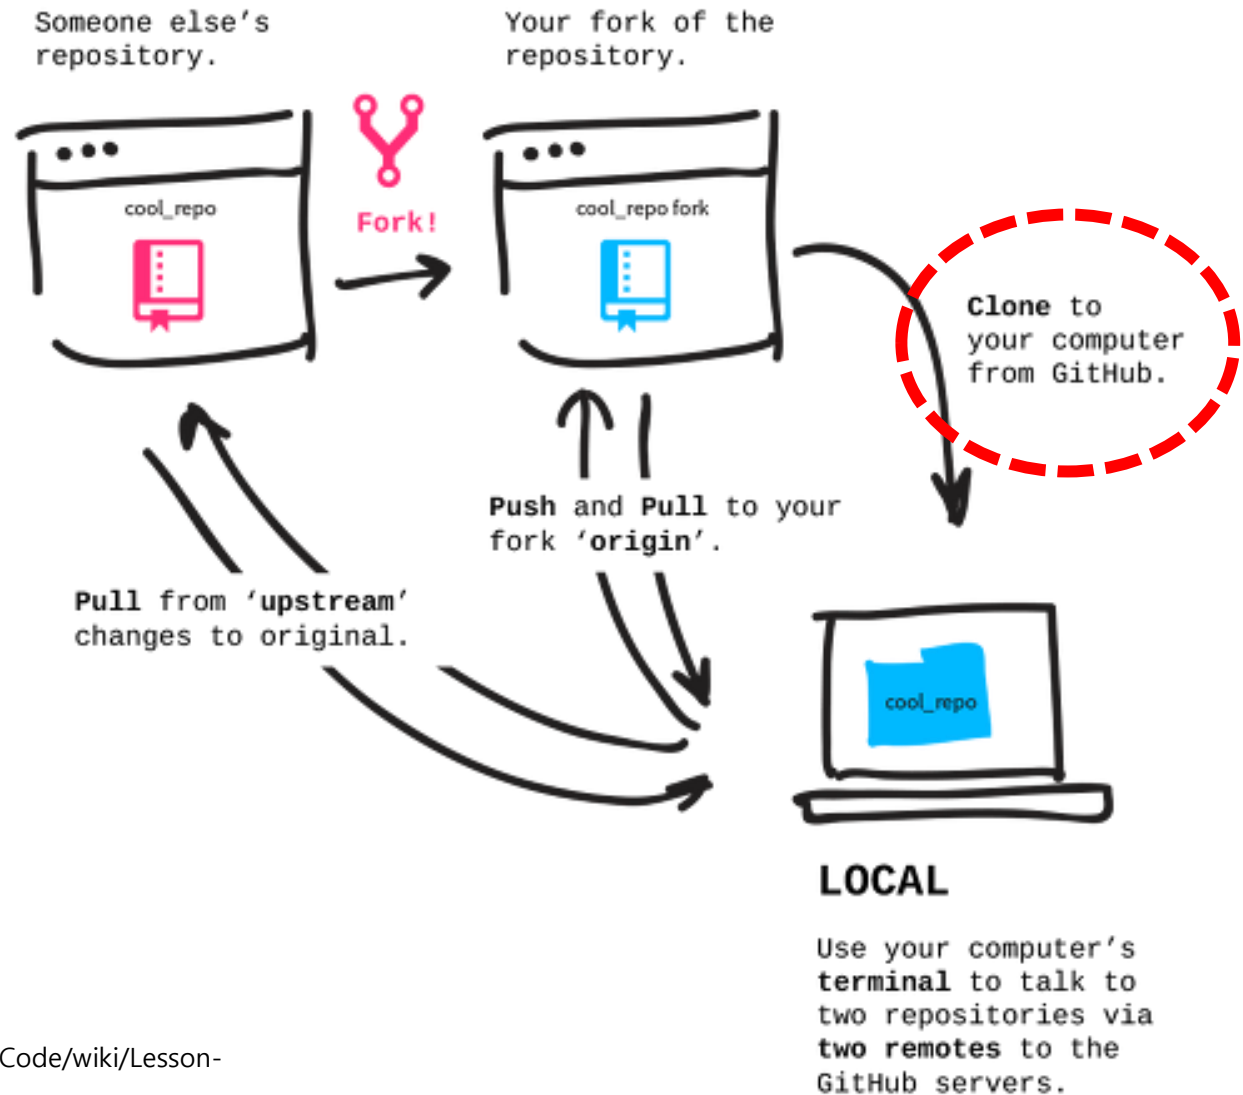 Someone else’s
repository.
Your fork of the
repository.
cool_repo
Fork!
cool_repo fork
Clone to
your computer
from GitHub.
Push and Pull to your
fork ‘origin’.
Pull from ‘upstream’
changes to original.
cool_repo
LOCAL
Use your computer’s
terminal to talk to
two repositories via
two remotes to the
GitHub servers.
Code/wiki/Lesson-